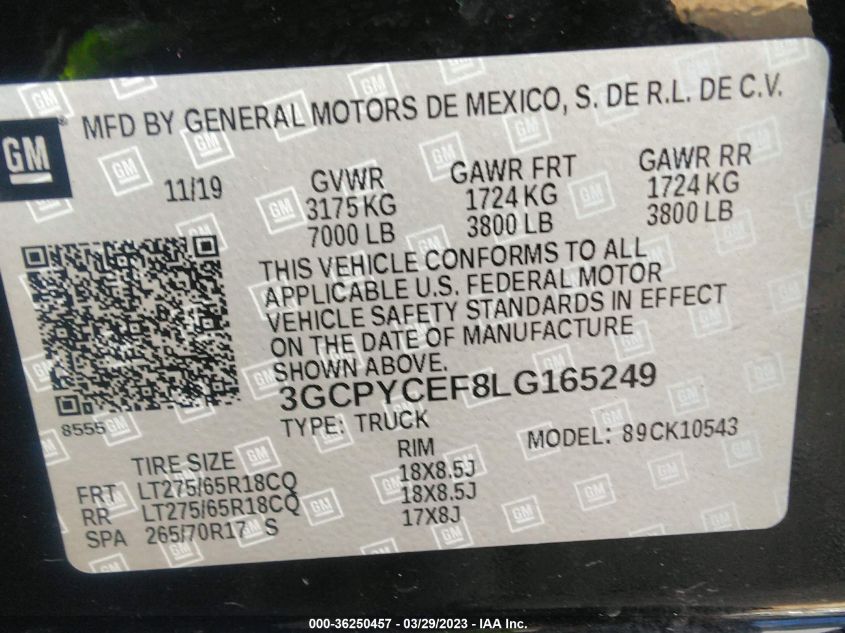 MFD BY GENERAL MOTORS DE MEXICO, S. DE R.L. DE C.V.
GM®
11/19
GVWR
3175 KG
7000 LB
GAWR FRT
1724 KG
3800 LB
GAWR RR
1724 KG
3800 LB
THIS VEHICLE CONFORMS TO ALL
APPLICABLE U.S. FEDERAL MOTOR
VEHICLE SAFETY STANDARDS IN EFFECT
ON THE DATE OF MANUFACTURE
SHOWN ABOVE.
3GCPYCEF8LG165249
8555
TYPE: TRUCK
MODEL: 89CK10543
TIRE SIZE RIM
FRT LT275/65R18CQ 18X8.5J
RR LT275/65R18CQ 18X8.5J
SPA 265/70R17 S 17X8J
000-36250457 - 03/29/2023 - IAA Inc.